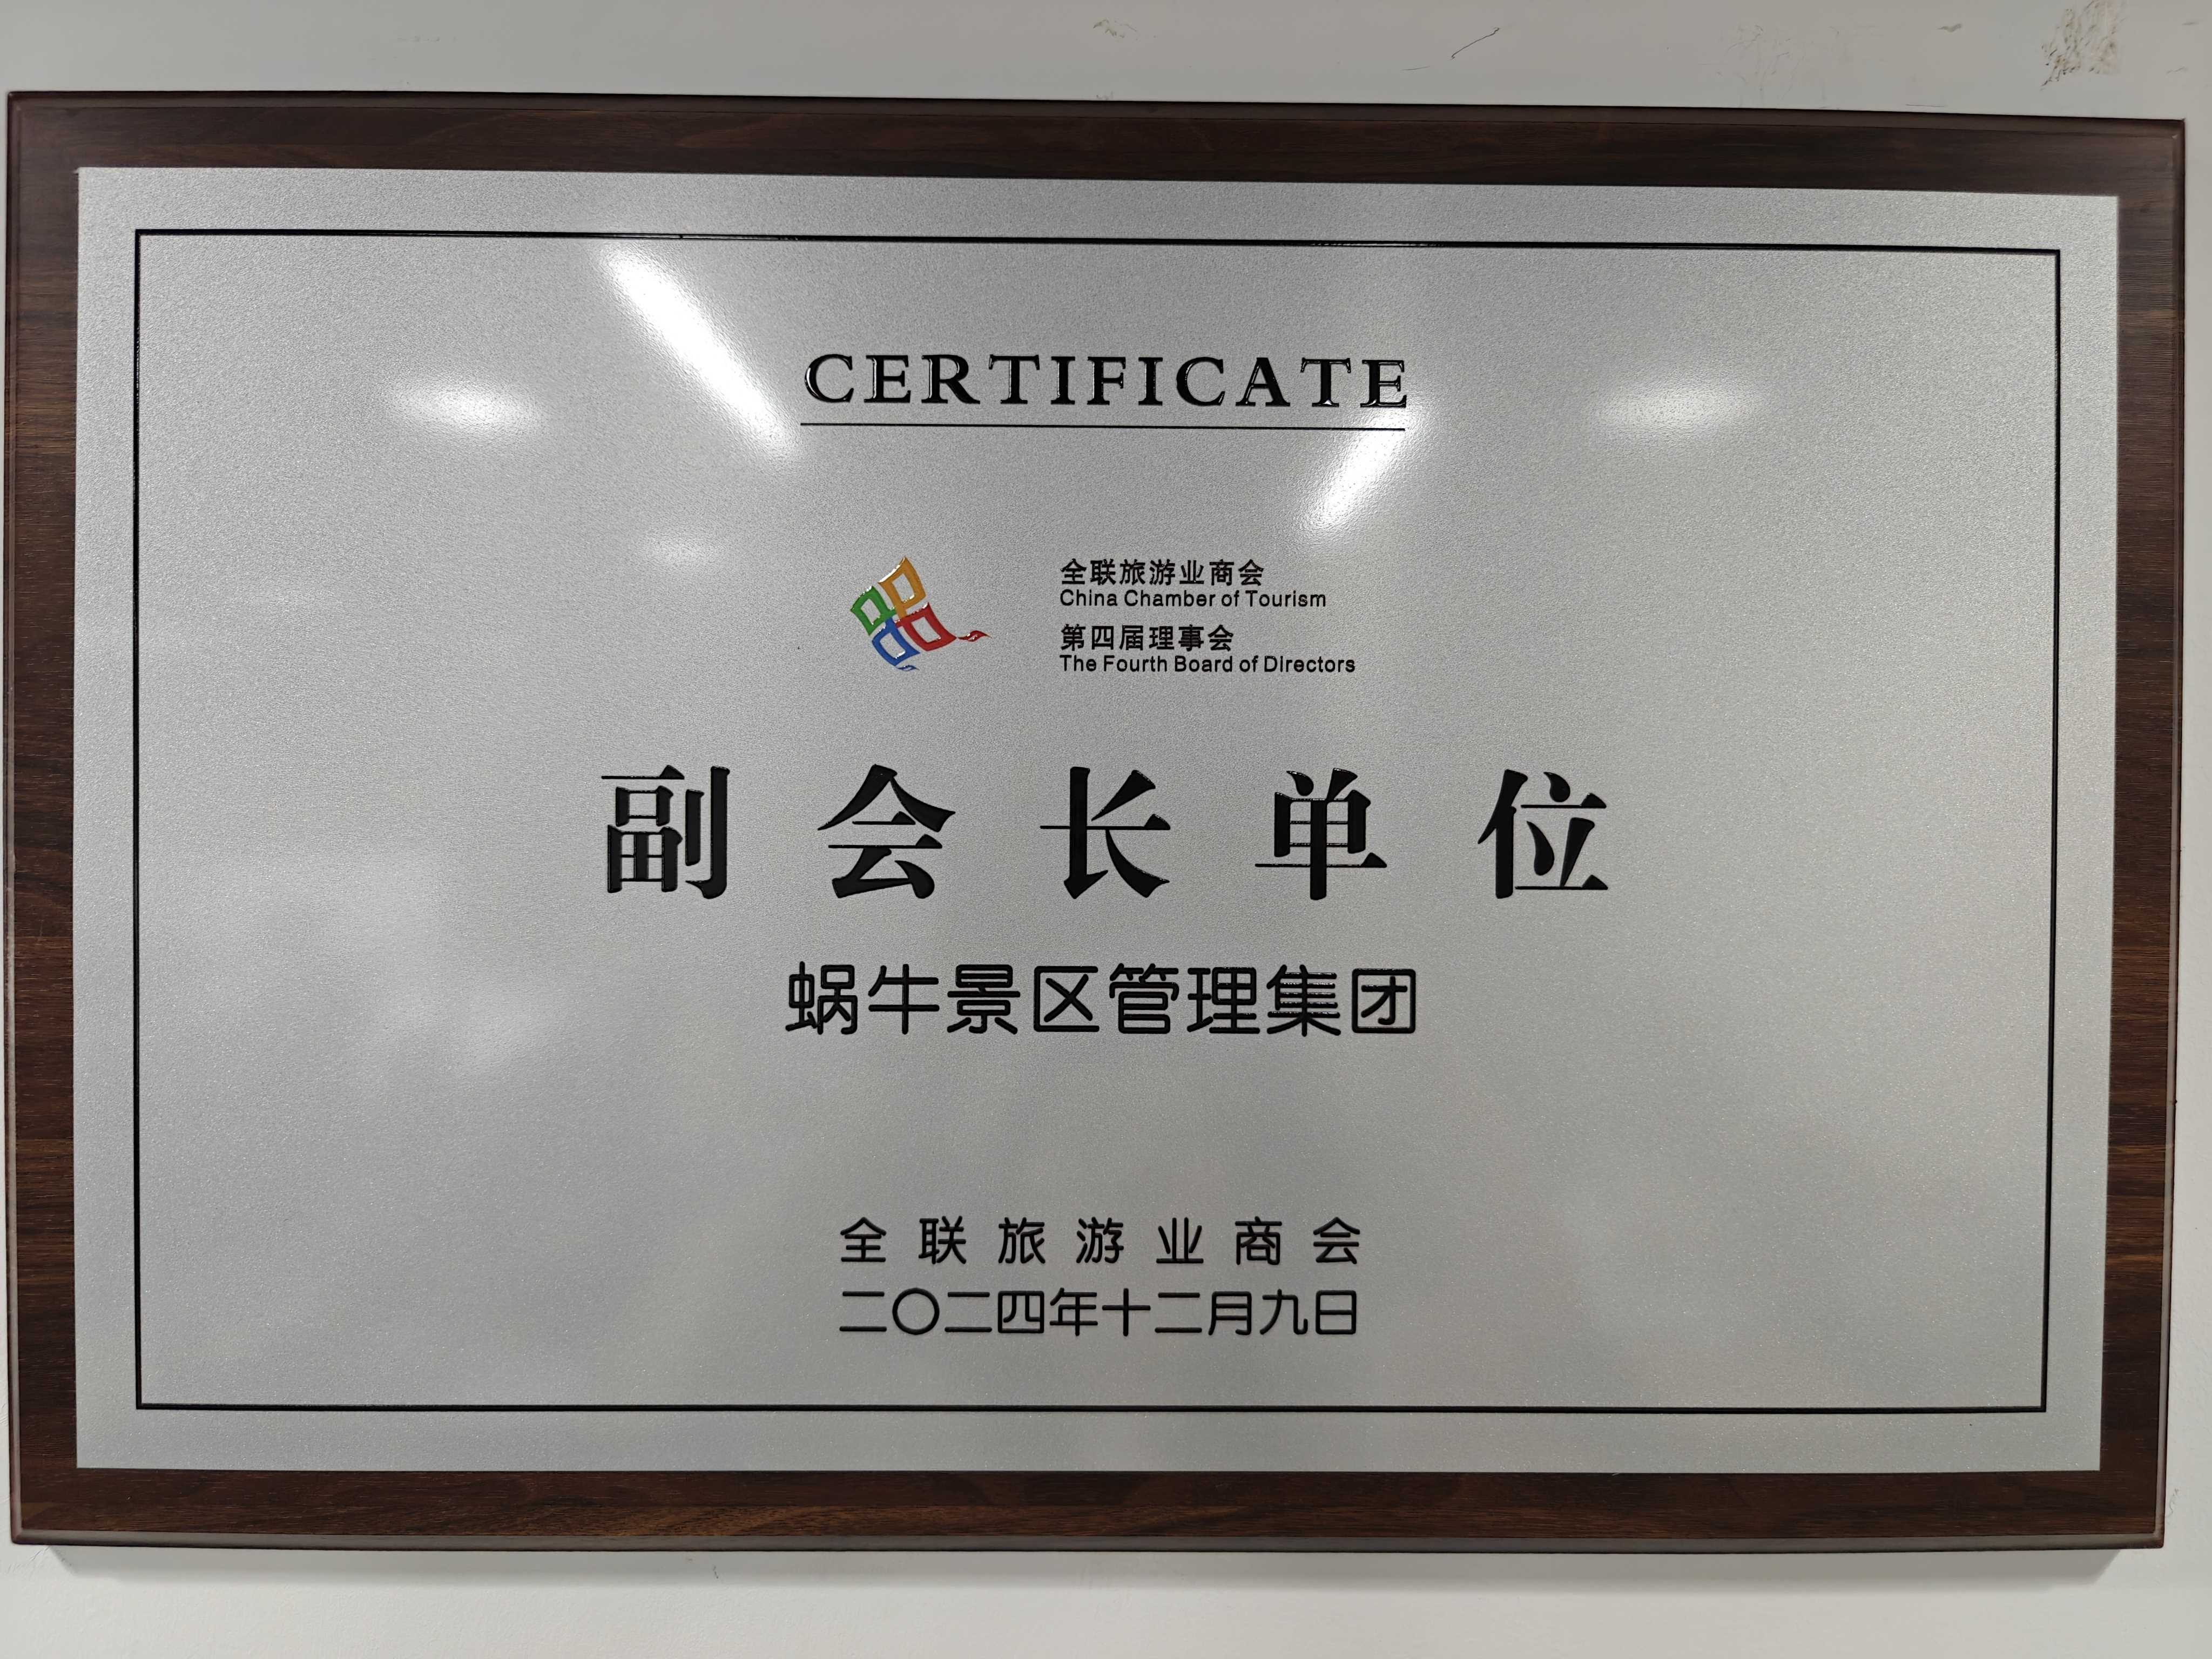 CERTIFICATE
全联旅游业商会
China Chamber of Tourism
第四届理事会
The Fourth Board of Directors
副会长单位
蜗牛景区管理集团
全联旅游业商会
二〇二四年十二月九日